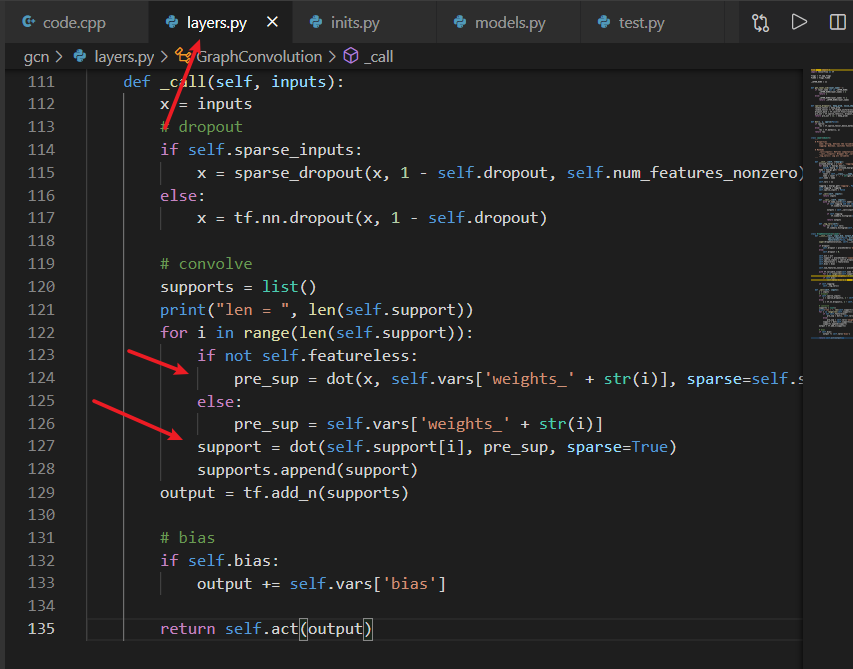 code.cpp layers.py inits.py models.py test.py
gcn > layers.py > GraphConvolution > _call
111 def _call(self, inputs):
112 x = inputs
113 # dropout
114 if self.sparse_inputs:
115 x = sparse_dropout(x, 1 - self.dropout, self.num_features_nonzero)
116 else:
117 x = tf.nn.dropout(x, 1 - self.dropout)
118
119 # convolve
120 supports = list()
121 print("len = ", len(self.support))
122 for i in range(len(self.support)):
123 if not self.featureless:
124 pre_sup = dot(x, self.vars['weights_' + str(i)], sparse=self.s
125 else:
126 pre_sup = self.vars['weights_' + str(i)]
127 support = dot(self.support[i], pre_sup, sparse=True)
128 supports.append(support)
129 output = tf.add_n(supports)
130
131 # bias
132 if self.bias:
133 output += self.vars['bias']
134
135 return self.act(output)